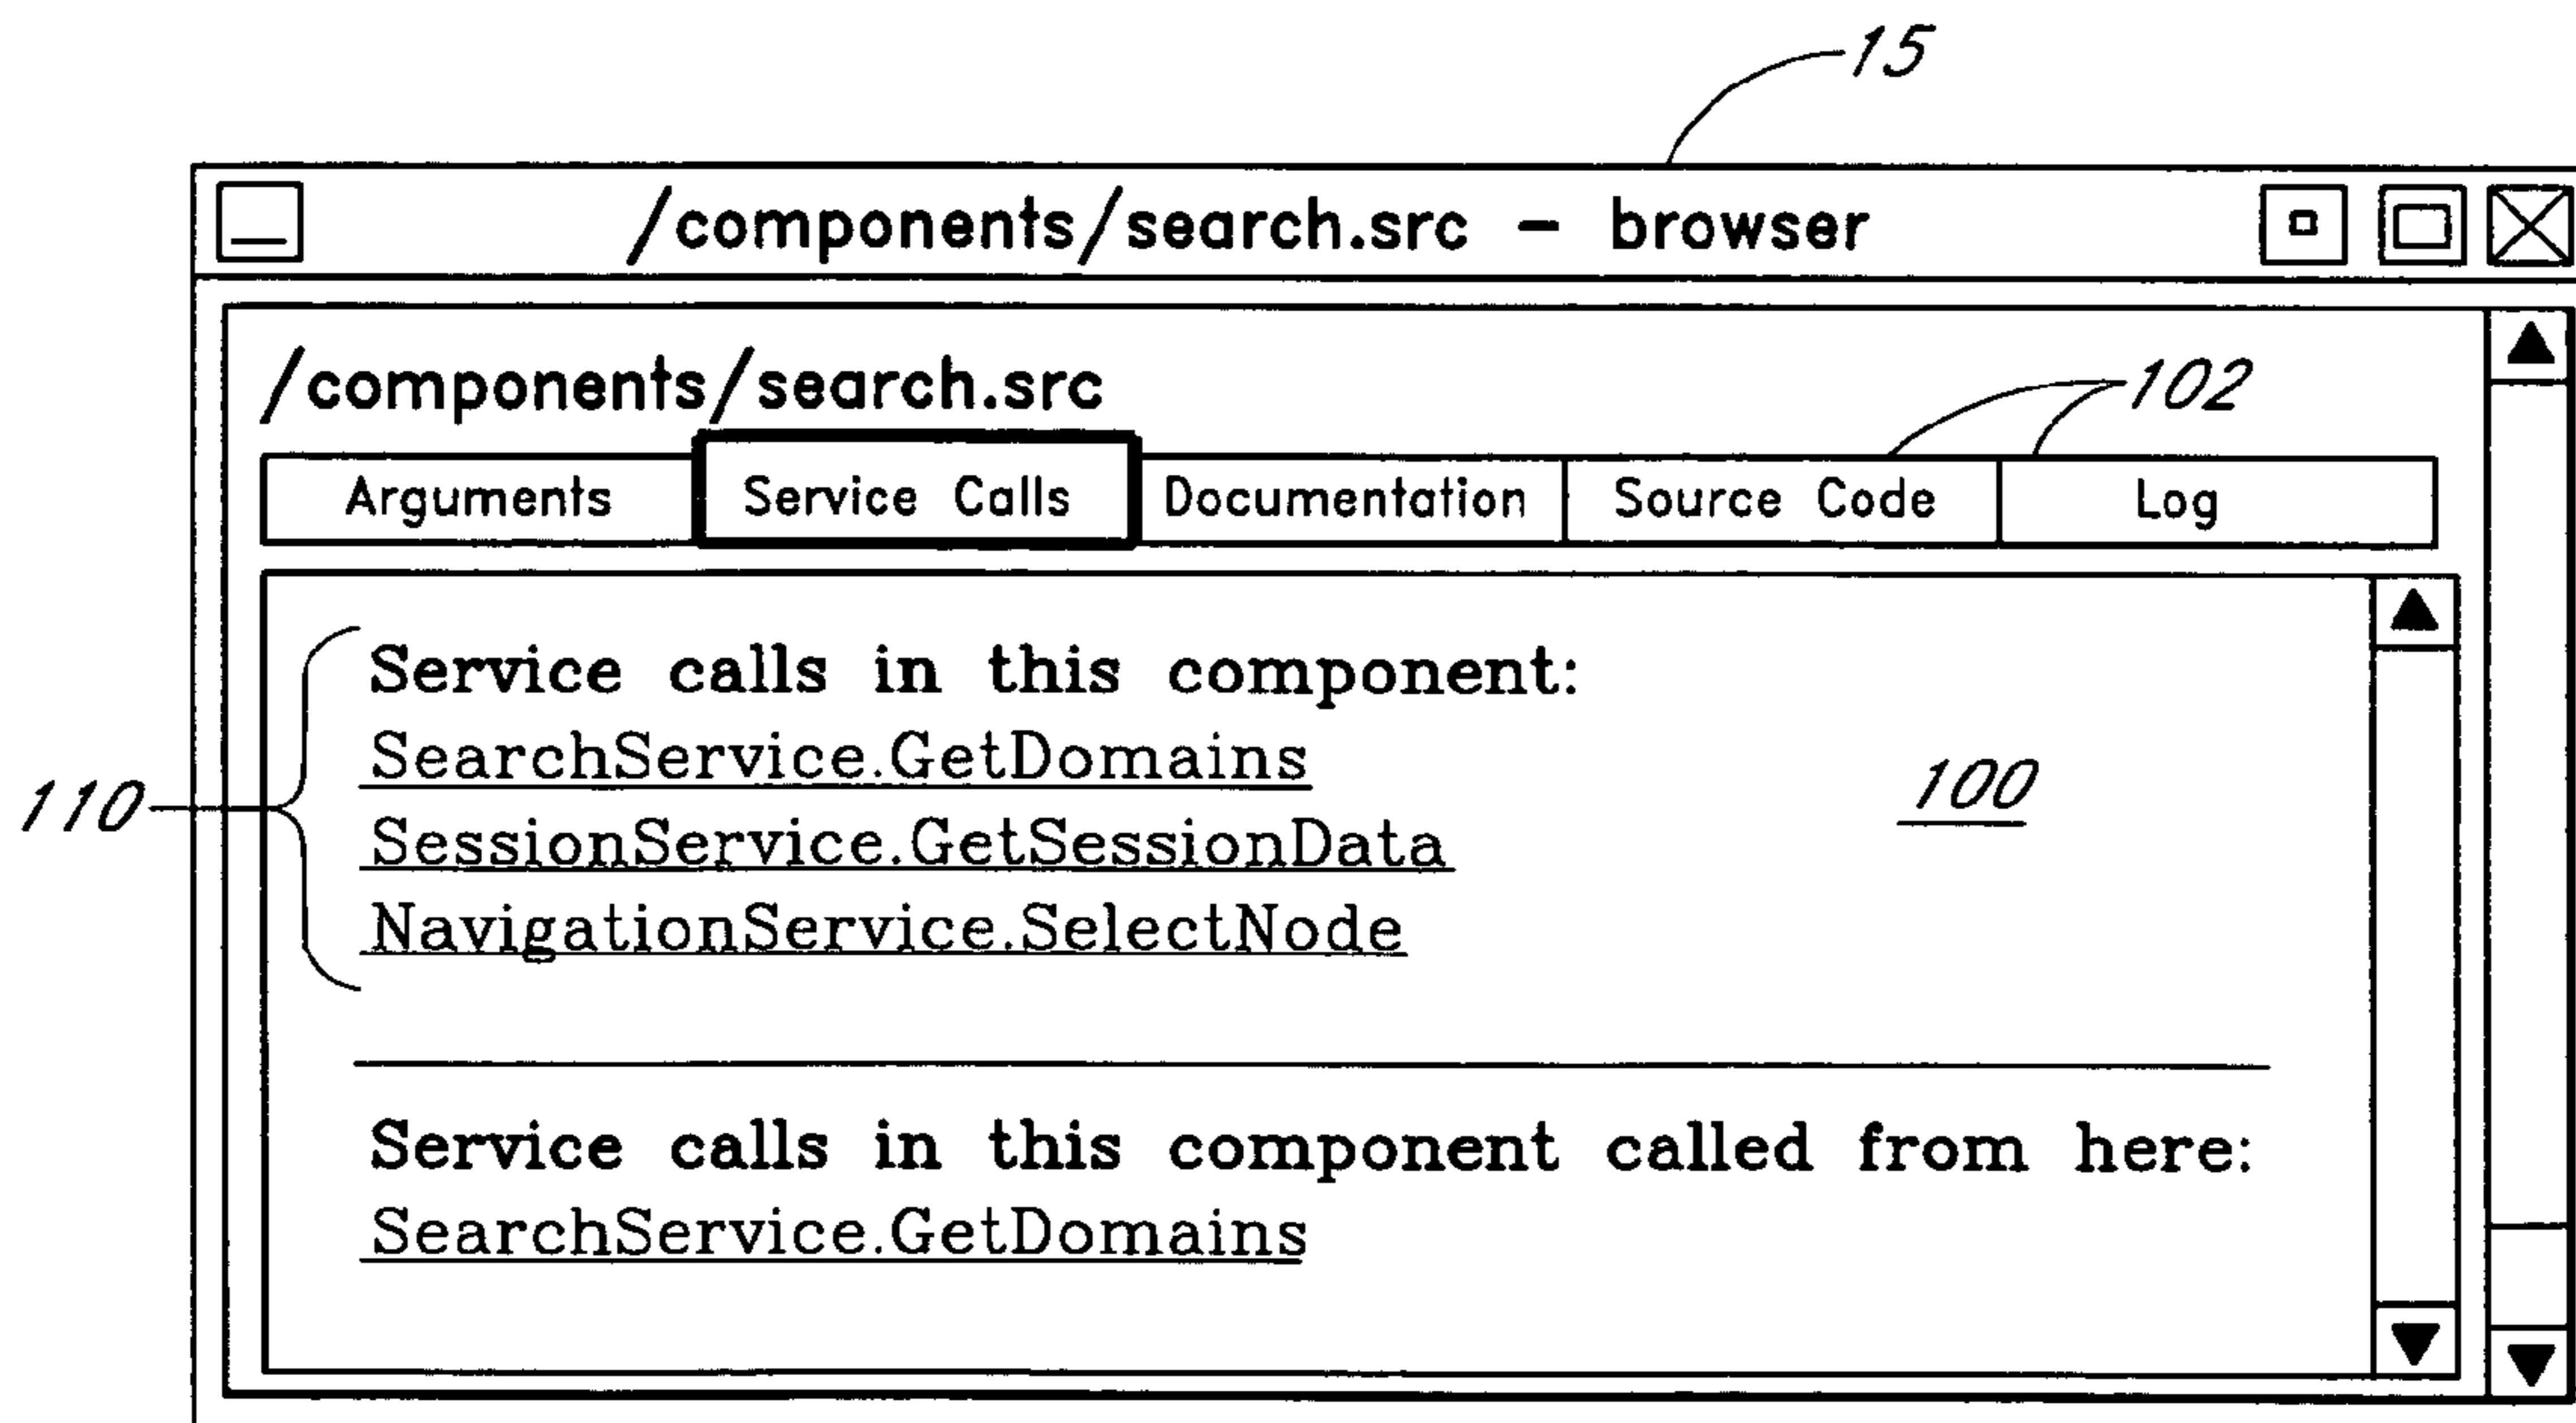 15
/components/search.src - browser
/components/search.src
102
Arguments Service Calls Documentation Source Code Log
Service calls in this component:
SearchService.GetDomains
100
110
SessionService.GetSessionData
NavigationService.SelectNode
Service calls in this component called from here:
SearchService.GetDomains